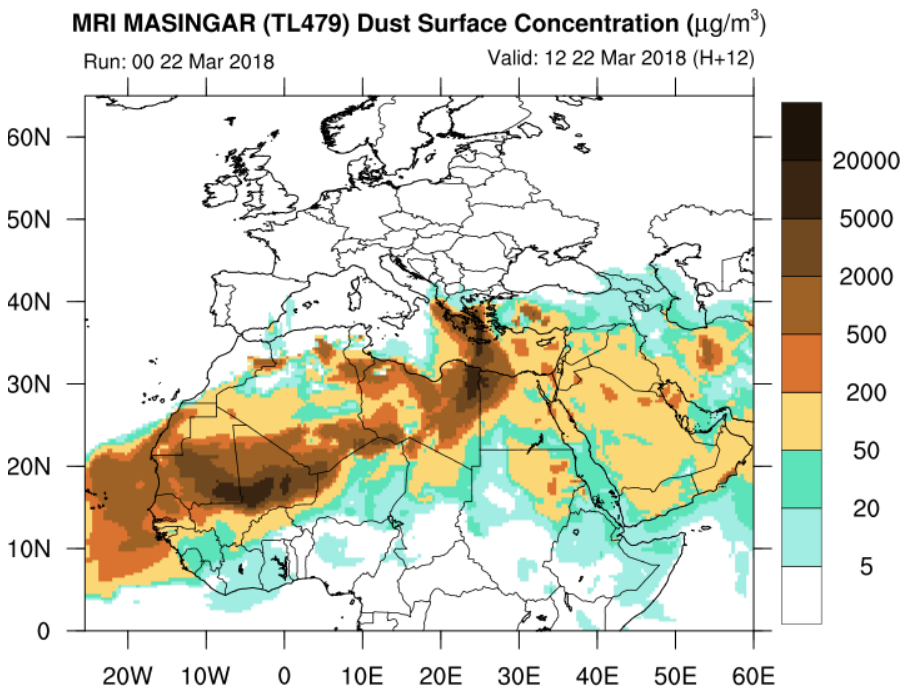 MRI MASINGAR (TL479) Dust Surface Concentration (μg/m³)
Run: 00 22 Mar 2018
Valid: 12 22 Mar 2018 (H+12)
60N
50N
40N
30N
20N
10N
0
20W 10W 0 10E 20E 30E 40E 50E 60E
20000
5000
2000
500
200
50
20
5